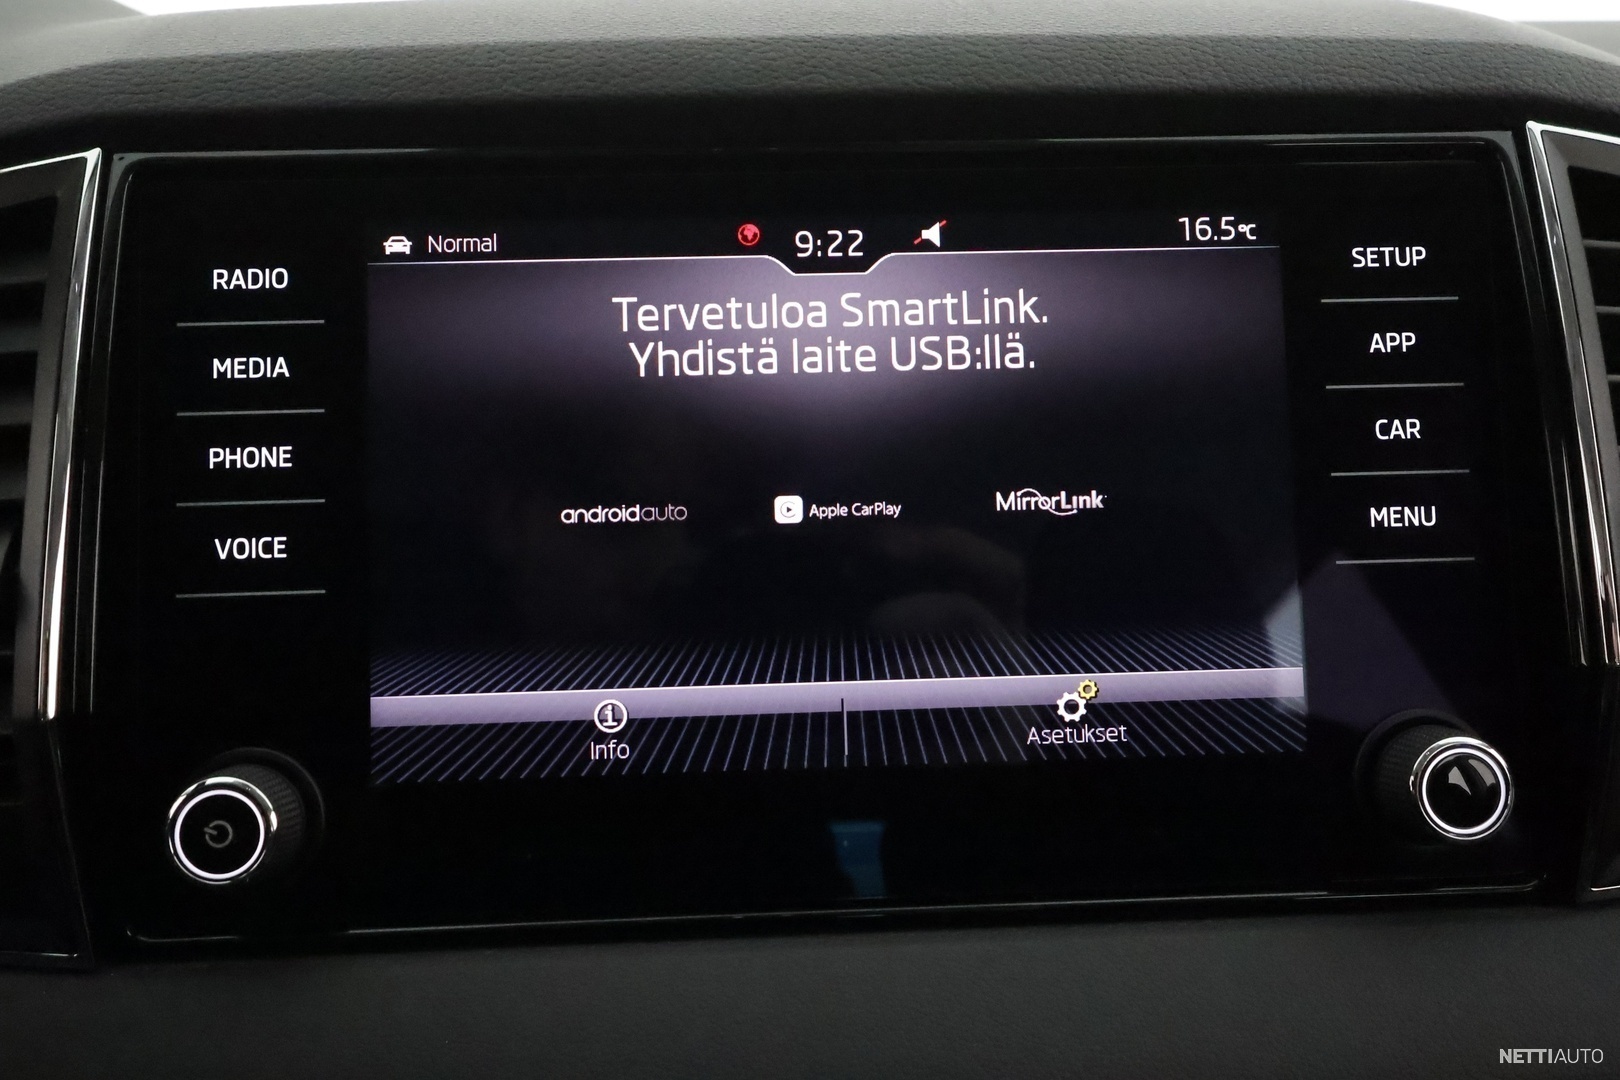 Normal
9:22
16.5°C
RADIO
MEDIA
PHONE
VOICE
Tervetuloa SmartLink.
Yhdistä laite USB:llä.
androidauto
Apple CarPlay
MirrorLink
Info
Asetukset
SETUP
APP
CAR
MENU
NETTIAUTO